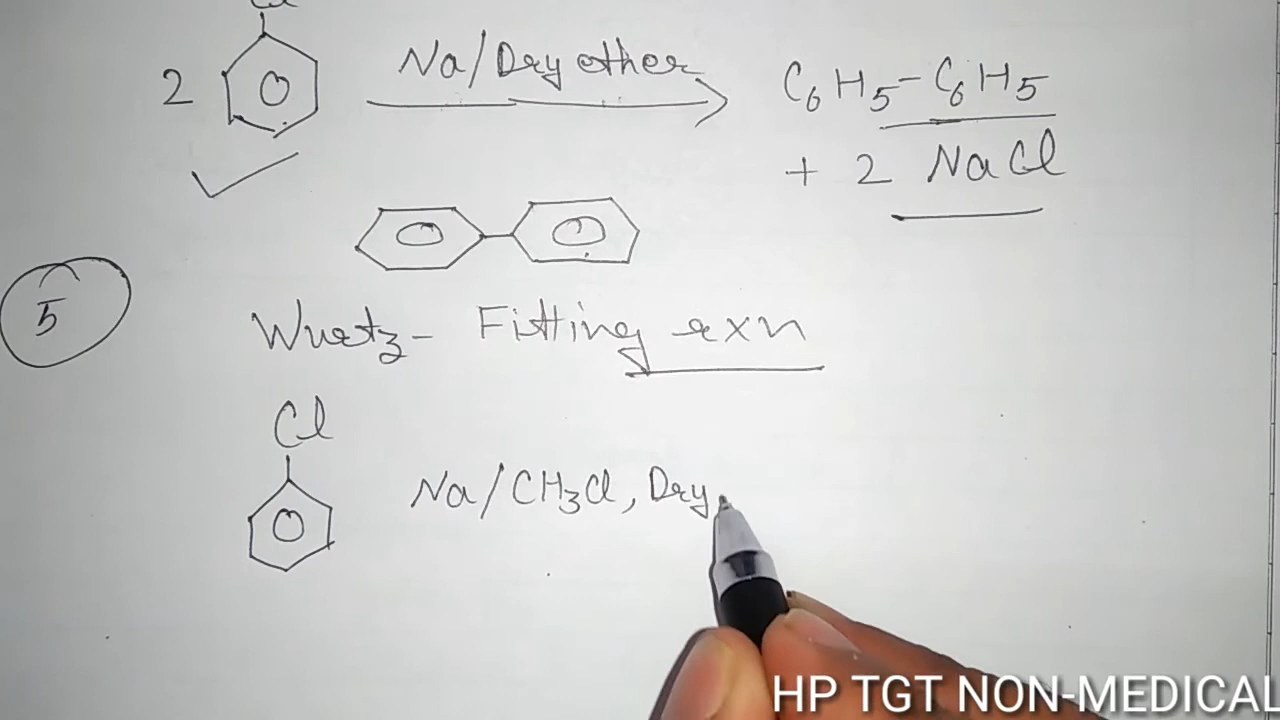 Cl
2
Na/Dry ether
C6H5-C6H5
+ 2 NaCl
5
Wurtz- Fitting rxn
Cl
Na/CH3Cl, Dry
HP TGT NON-MEDICAL